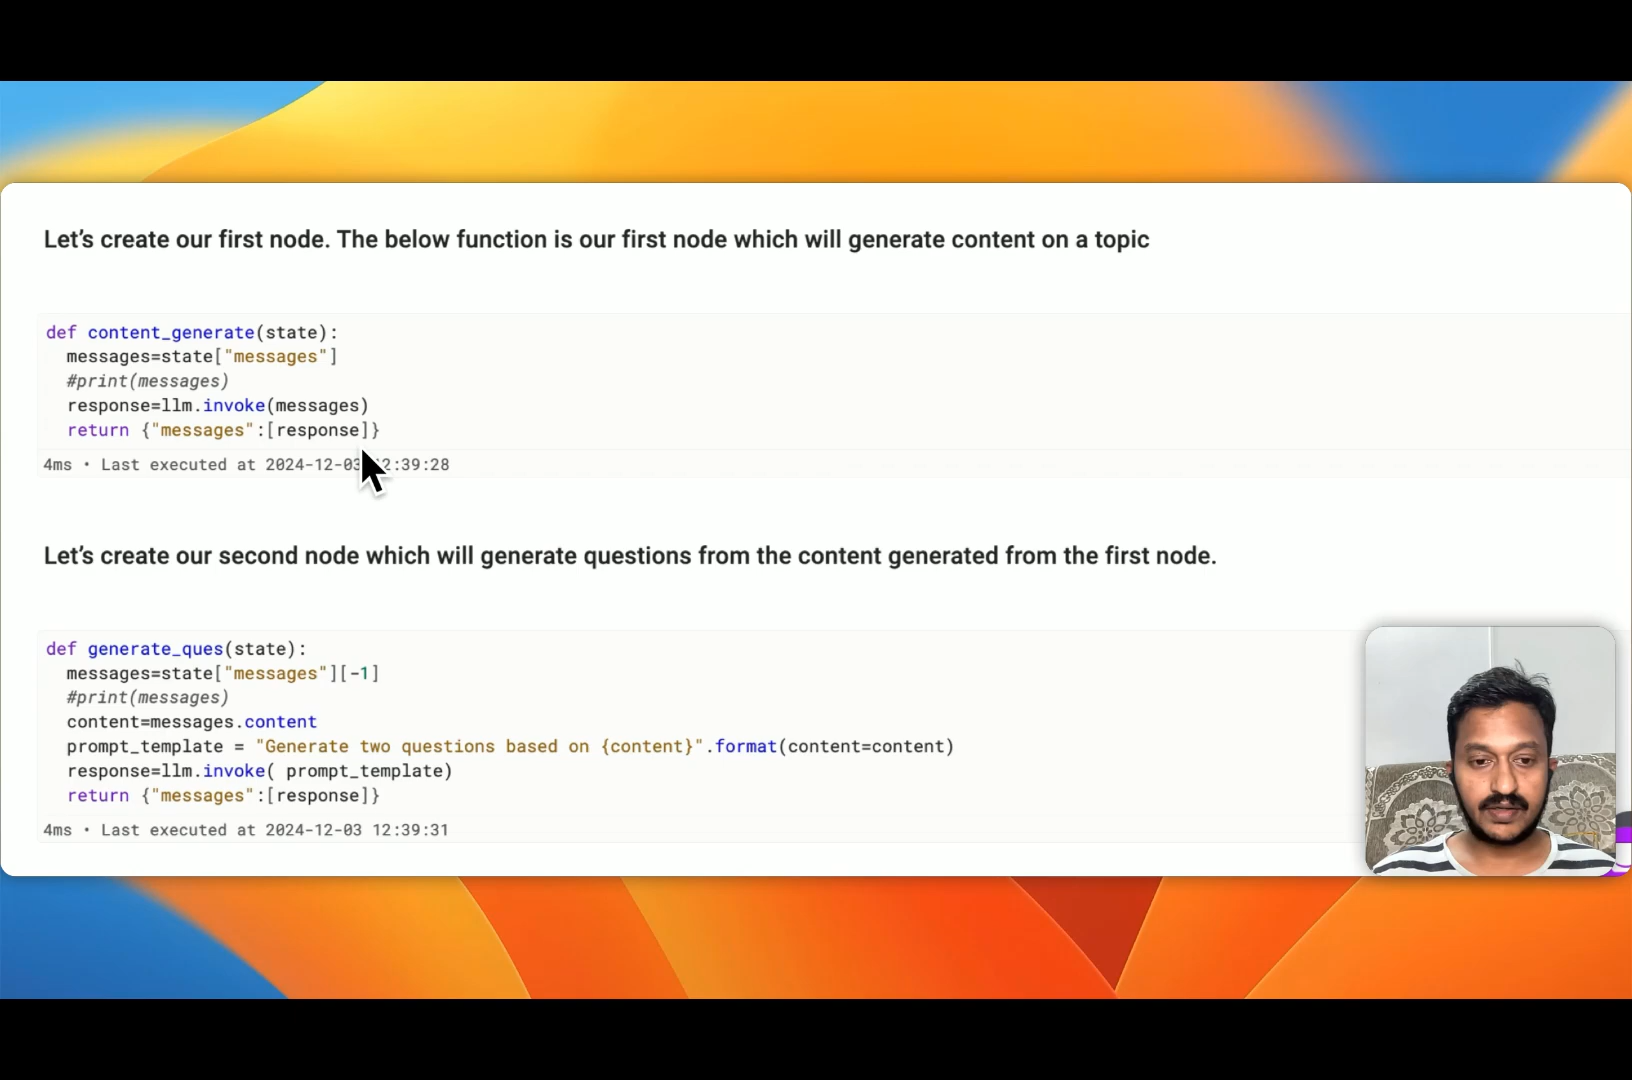 Let's create our first node. The below function is our first node which will generate content on a topic
def content_generate(state):
messages=state["messages"]
#print(messages)
response=llm.invoke(messages)
return {"messages":[response]}
4ms • Last executed at 2024-12-03 12:39:28
Let's create our second node which will generate questions from the content generated from the first node.
def generate_ques(state):
messages=state["messages"][-1]
#print(messages)
content=messages.content
prompt_template = "Generate two questions based on {content}".format(content=content)
response=llm.invoke( prompt_template)
return {"messages":[response]}
4ms • Last executed at 2024-12-03 12:39:31